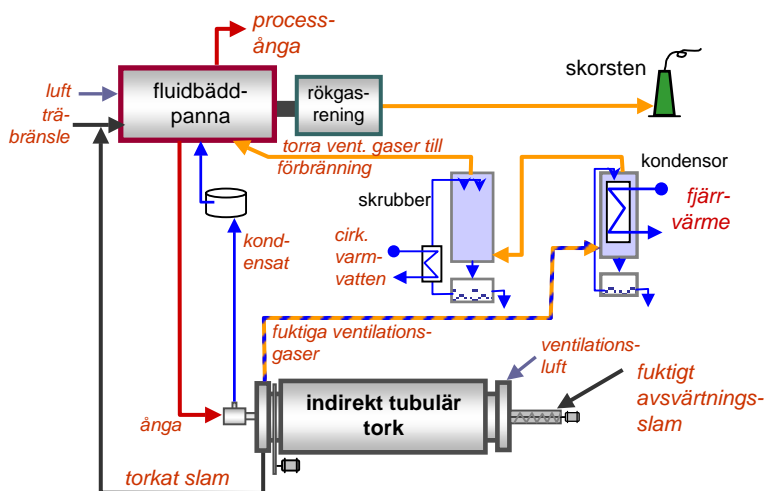 process-
ånga
skorsten
luft
trä-
bränsle
fluidbädd-
panna
rökgas-
rening
torra vent. gaser till
förbränning
kondensor
skrubber
fjärr-
värme
kond-
ensat
cirk.
varm-
vatten
fuktiga ventilations-
gaser
ventilations-
luft
fuktigt
avsvärtnings-
slam
indirekt tubulär
tork
ånga
torkat slam